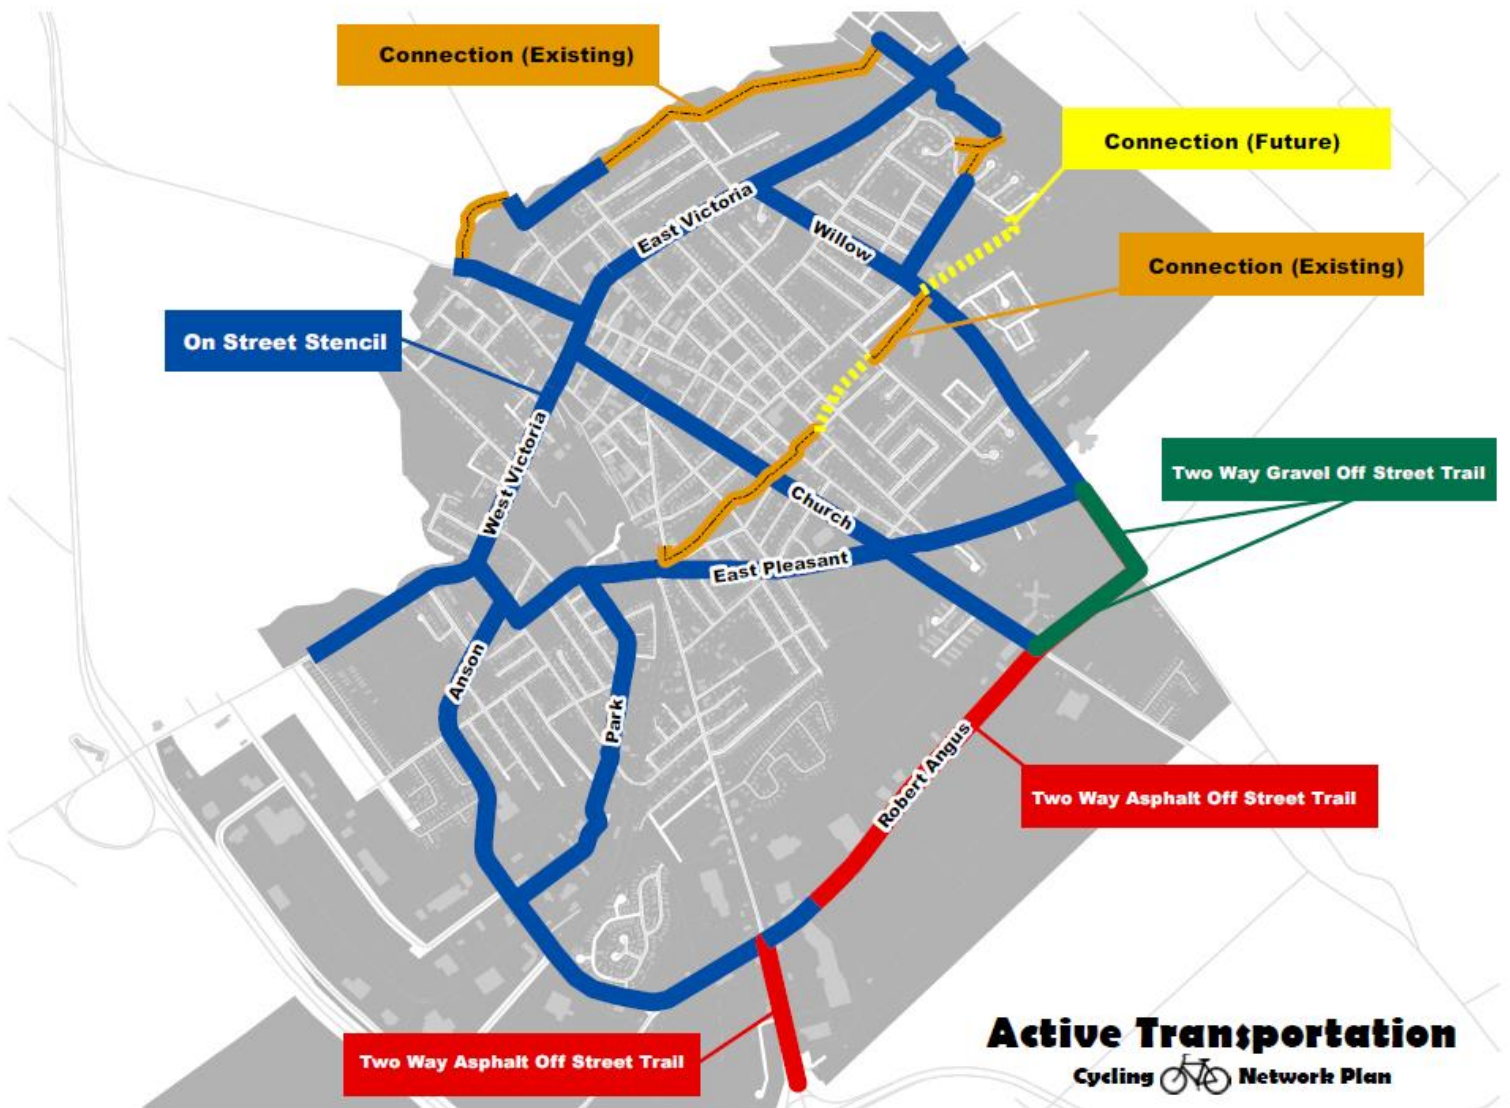 Connection (Existing)
Connection (Future)
East Victoria
Willow
Connection (Existing)
On Street Stencil
West Victoria
Two Way Gravel Off Street Trail
Church
East Pleasant
Anson
Park
Robert Angus
Two Way Asphalt Off Street Trail
Two Way Asphalt Off Street Trail
Active Transportation
Cycling Network Plan